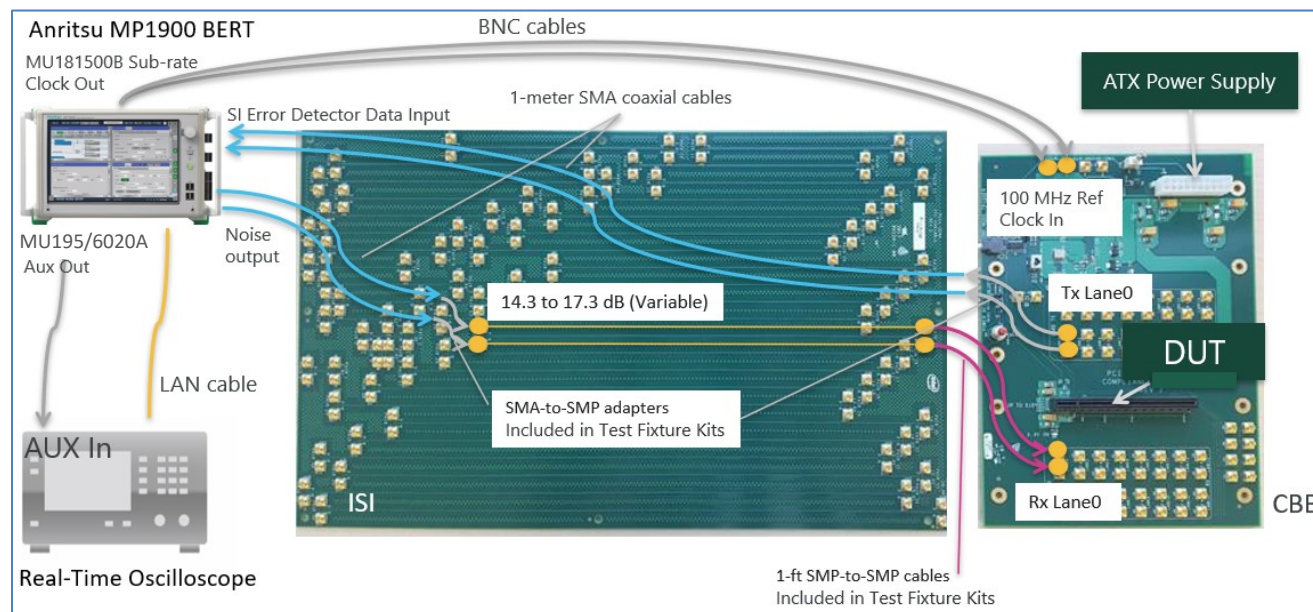 Anritsu MP1900 BERT
BNC cables
MU181500B Sub-rate
Clock Out
ATX Power Supply
1-meter SMA coaxial cables
SI Error Detector Data Input
100 MHz Ref
Clock In
MU195/6020A
Aux Out
Noise
output
14.3 to 17.3 dB (Variable)
Tx Lane0
DUT
LAN cable
SMA-to-SMP adapters
Included in Test Fixture Kits
AUX In
ISI
Rx Lane0
CBB
Real-Time Oscilloscope
1-ft SMP-to-SMP cables
Included in Test Fixture Kits